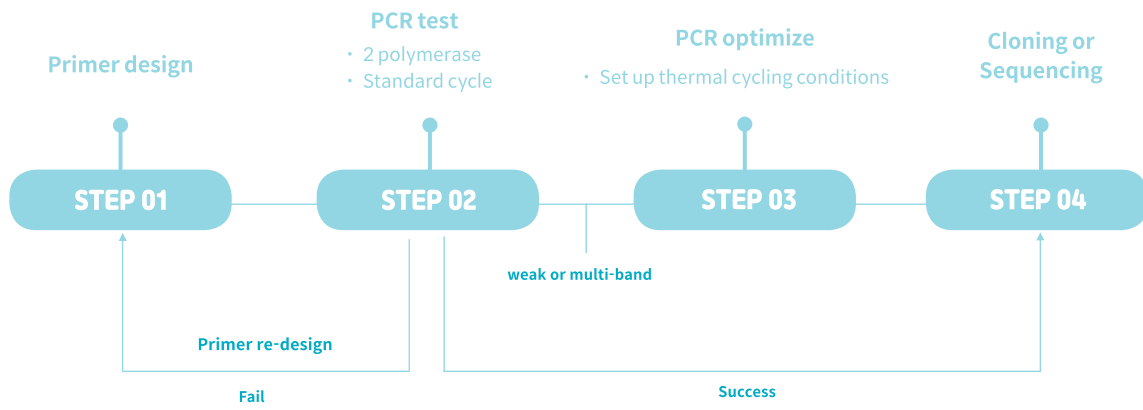 Primer design
PCR test
・ 2 polymerase
・ Standard cycle
PCR optimize
・ Set up thermal cycling conditions
Cloning or
Sequencing
STEP 01
STEP 02
STEP 03
STEP 04
weak or multi-band
Primer re-design
Fail
Success